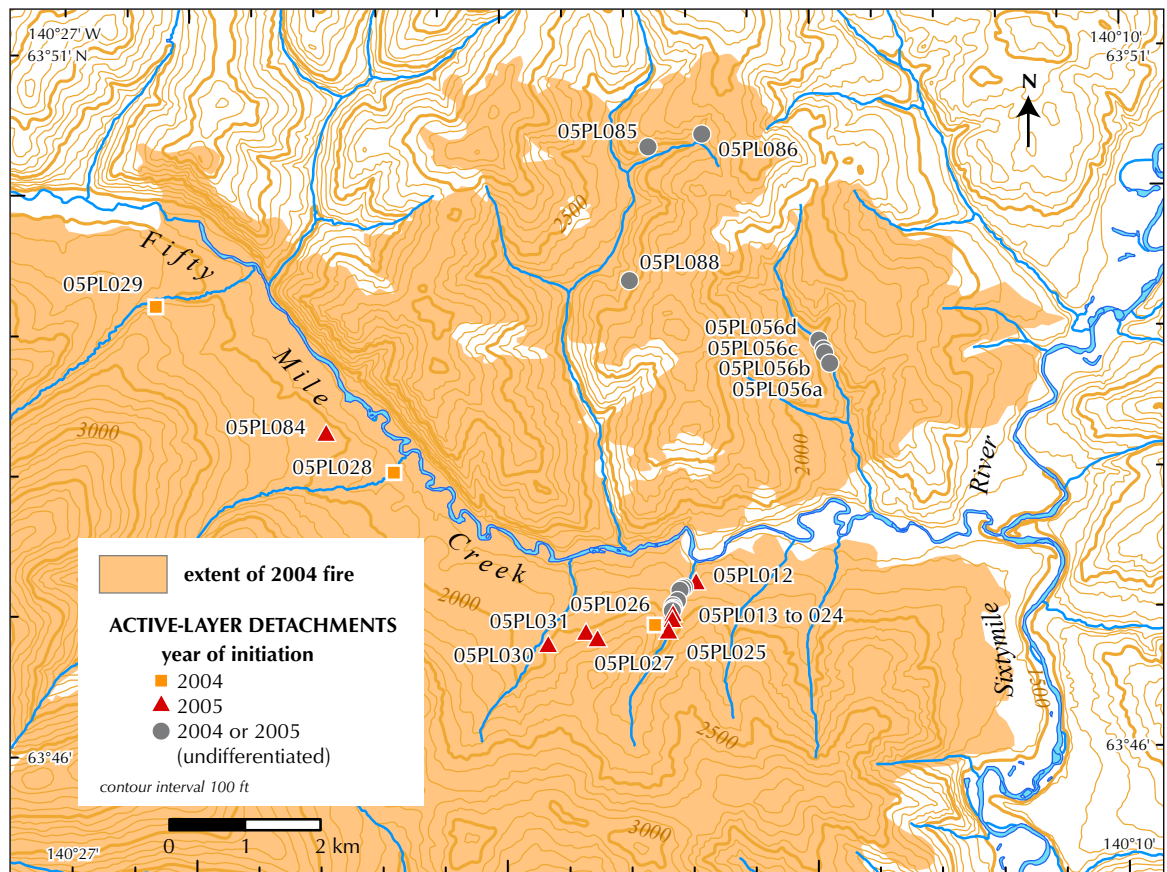 140°27' W
63°51' N
140°10'
63°51'
N
05PL085
05PL086
2500
Fifty
05PL088
05PL029
05PL056d
05PL056c
05PL056b
05PL056a
Mile
3000
05PL084
05PL028
2000
River
Creek
05PL012
2000
05PL026
05PL013 to 024
05PL031
05PL030
05PL027
05PL025
Sixtymile
1500
2500
extent of 2004 fire
ACTIVE-LAYER DETACHMENTS
year of initiation
2004
2005
2004 or 2005
(undifferentiated)
contour interval 100 ft
63°46'
63°46'
0 1 2 km
3000
140°27'
140°10'